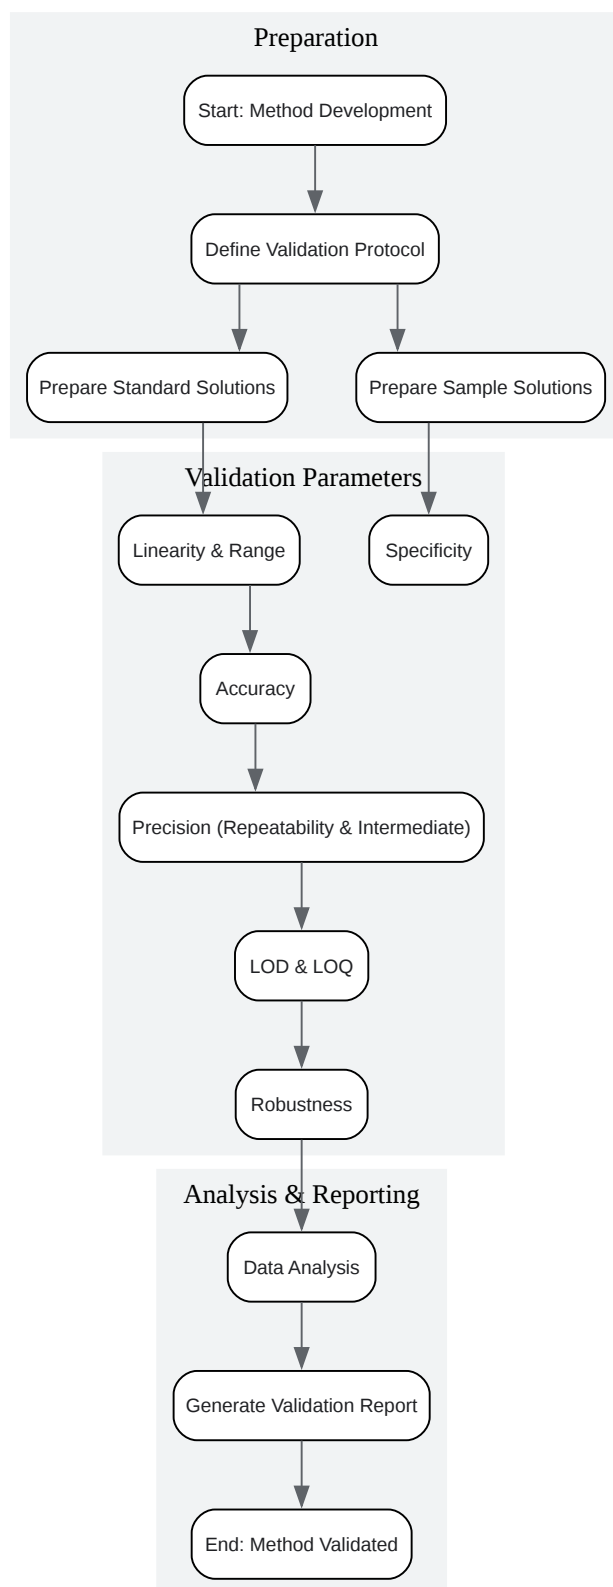 Preparation
Start: Method Development
Define Validation Protocol
Prepare Standard Solutions
Prepare Sample Solutions
Validation Parameters
Linearity & Range
Specificity
Accuracy
Precision (Repeatability & Intermediate)
LOD & LOQ
Robustness
Analysis & Reporting
Data Analysis
Generate Validation Report
End: Method Validated